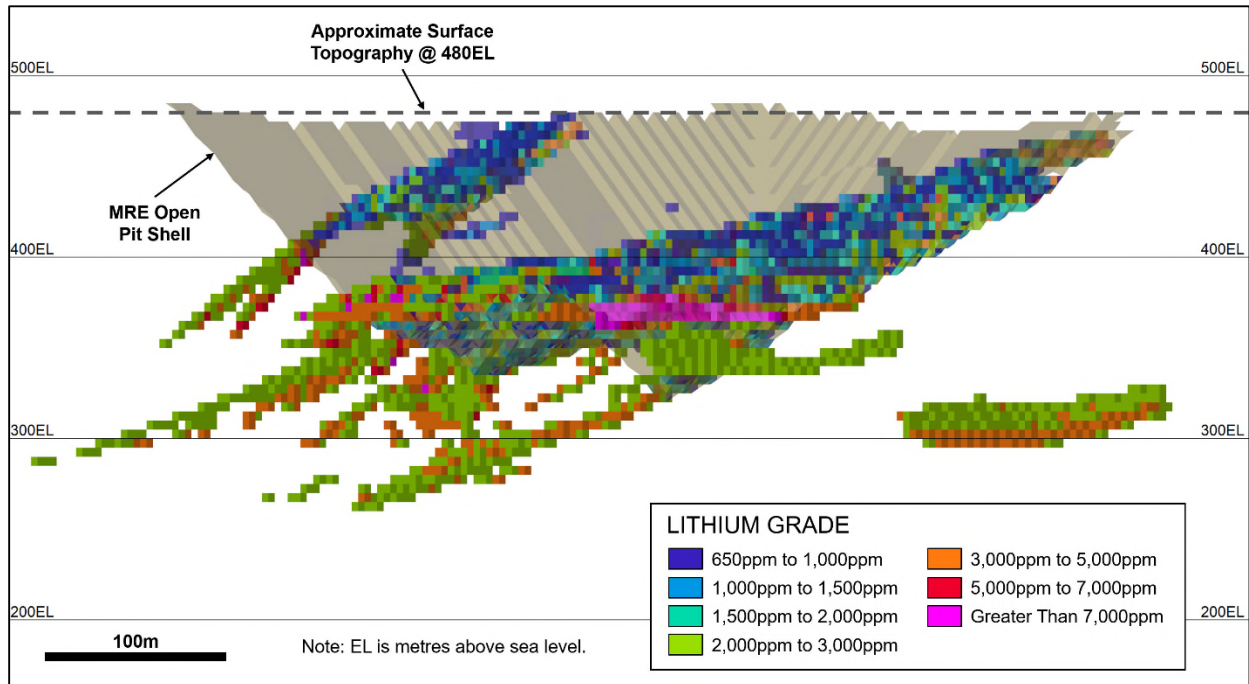 Approximate Surface
Topography @ 480EL
500EL
500EL
MRE Open
Pit Shell
400EL
400EL
300EL
300EL
LITHIUM GRADE
650ppm to 1,000ppm
3,000ppm to 5,000ppm
1,000ppm to 1,500ppm
5,000ppm to 7,000ppm
1,500ppm to 2,000ppm
Greater Than 7,000ppm
2,000ppm to 3,000ppm
200EL
200EL
100m
Note: EL is metres above sea level.